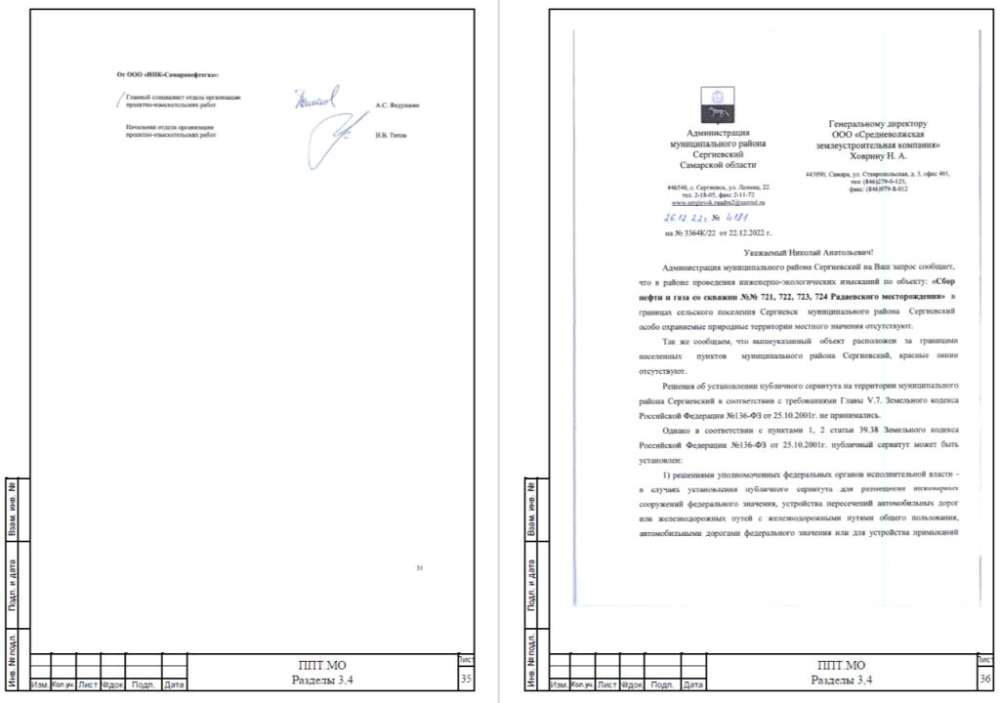 От ООО «НПК-Самаранефтегаз»:
Главный специалист отдела организации
проектно-изыскательских работ
А.С. Яндушкин
Начальник отдела организации
проектно-изыскательских работ
Н.В. Титов
31
Взам. инв. №
Подп. и дата
Инв. № подл.
Изм. Кол.уч. Лист №док Подп. Дата
ППТ.МО
Разделы 3,4
Лист
35
Администрация
муниципального района
Сергиевский
Самарской области
446540, с. Сергиевск, ул. Ленина, 22
тел. 2-18-05, факс 2-11-72
www.sergievsk.ruadm2@samtel.ru
26.12.22г. № 4181
на № 3364К/22 от 22.12.2022 г.
Генеральному директору
ООО «Средневолжская
землеустроительная компания»
Ховрину Н. А.
443090, Самара, ул. Ставропольская, д. 3, офис 401,
тел: (846)279-0-123,
факс: (846)979-8-012
Уважаемый Николай Анатольевич!
Администрация муниципального района Сергиевский на Ваш запрос сообщает,
что в районе проведения инженерно-экологических изысканий по объекту: «Сбор
нефти и газа со скважин №№ 721, 722, 723, 724 Радаевского месторождения» в
границах сельского поселения Сергиевск муниципального района Сергиевский
особо охраняемые природные территории местного значения отсутствуют.
Так же сообщаем, что вышеуказанный объект расположен за границами
населенных пунктов муниципального района Сергиевский, красные линии
отсутствуют.
Решения об установлении публичного сервитута на территории муниципального
района Сергиевский в соответствии с требованиями Главы V.7. Земельного кодекса
Российской Федерации №136-ФЗ от 25.10.2001г. не принимались.
Однако в соответствии с пунктами 1, 2 статьи 39.38 Земельного кодекса
Российской Федерации №136-ФЗ от 25.10.2001г. публичный сервитут может быть
установлен:
1) решениями уполномоченных федеральных органов исполнительной власти -
в случаях установления публичного сервитута для размещения инженерных
сооружений федерального значения, устройства пересечений автомобильных дорог
или железнодорожных путей с железнодорожными путями общего пользования,
автомобильными дорогами федерального значения или для устройства примыканий
Взам. инв. №
Подп. и дата
Инв. № подл.
Изм. Кол.уч. Лист №док Подп. Дата
ППТ.МО
Разделы 3,4
Лист
36